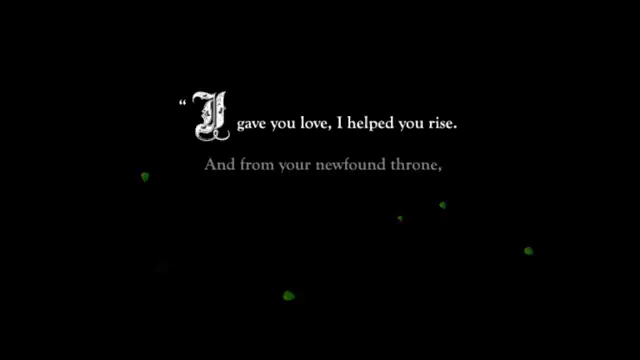 “I gave you love, I helped you rise.
And from your newfound throne,